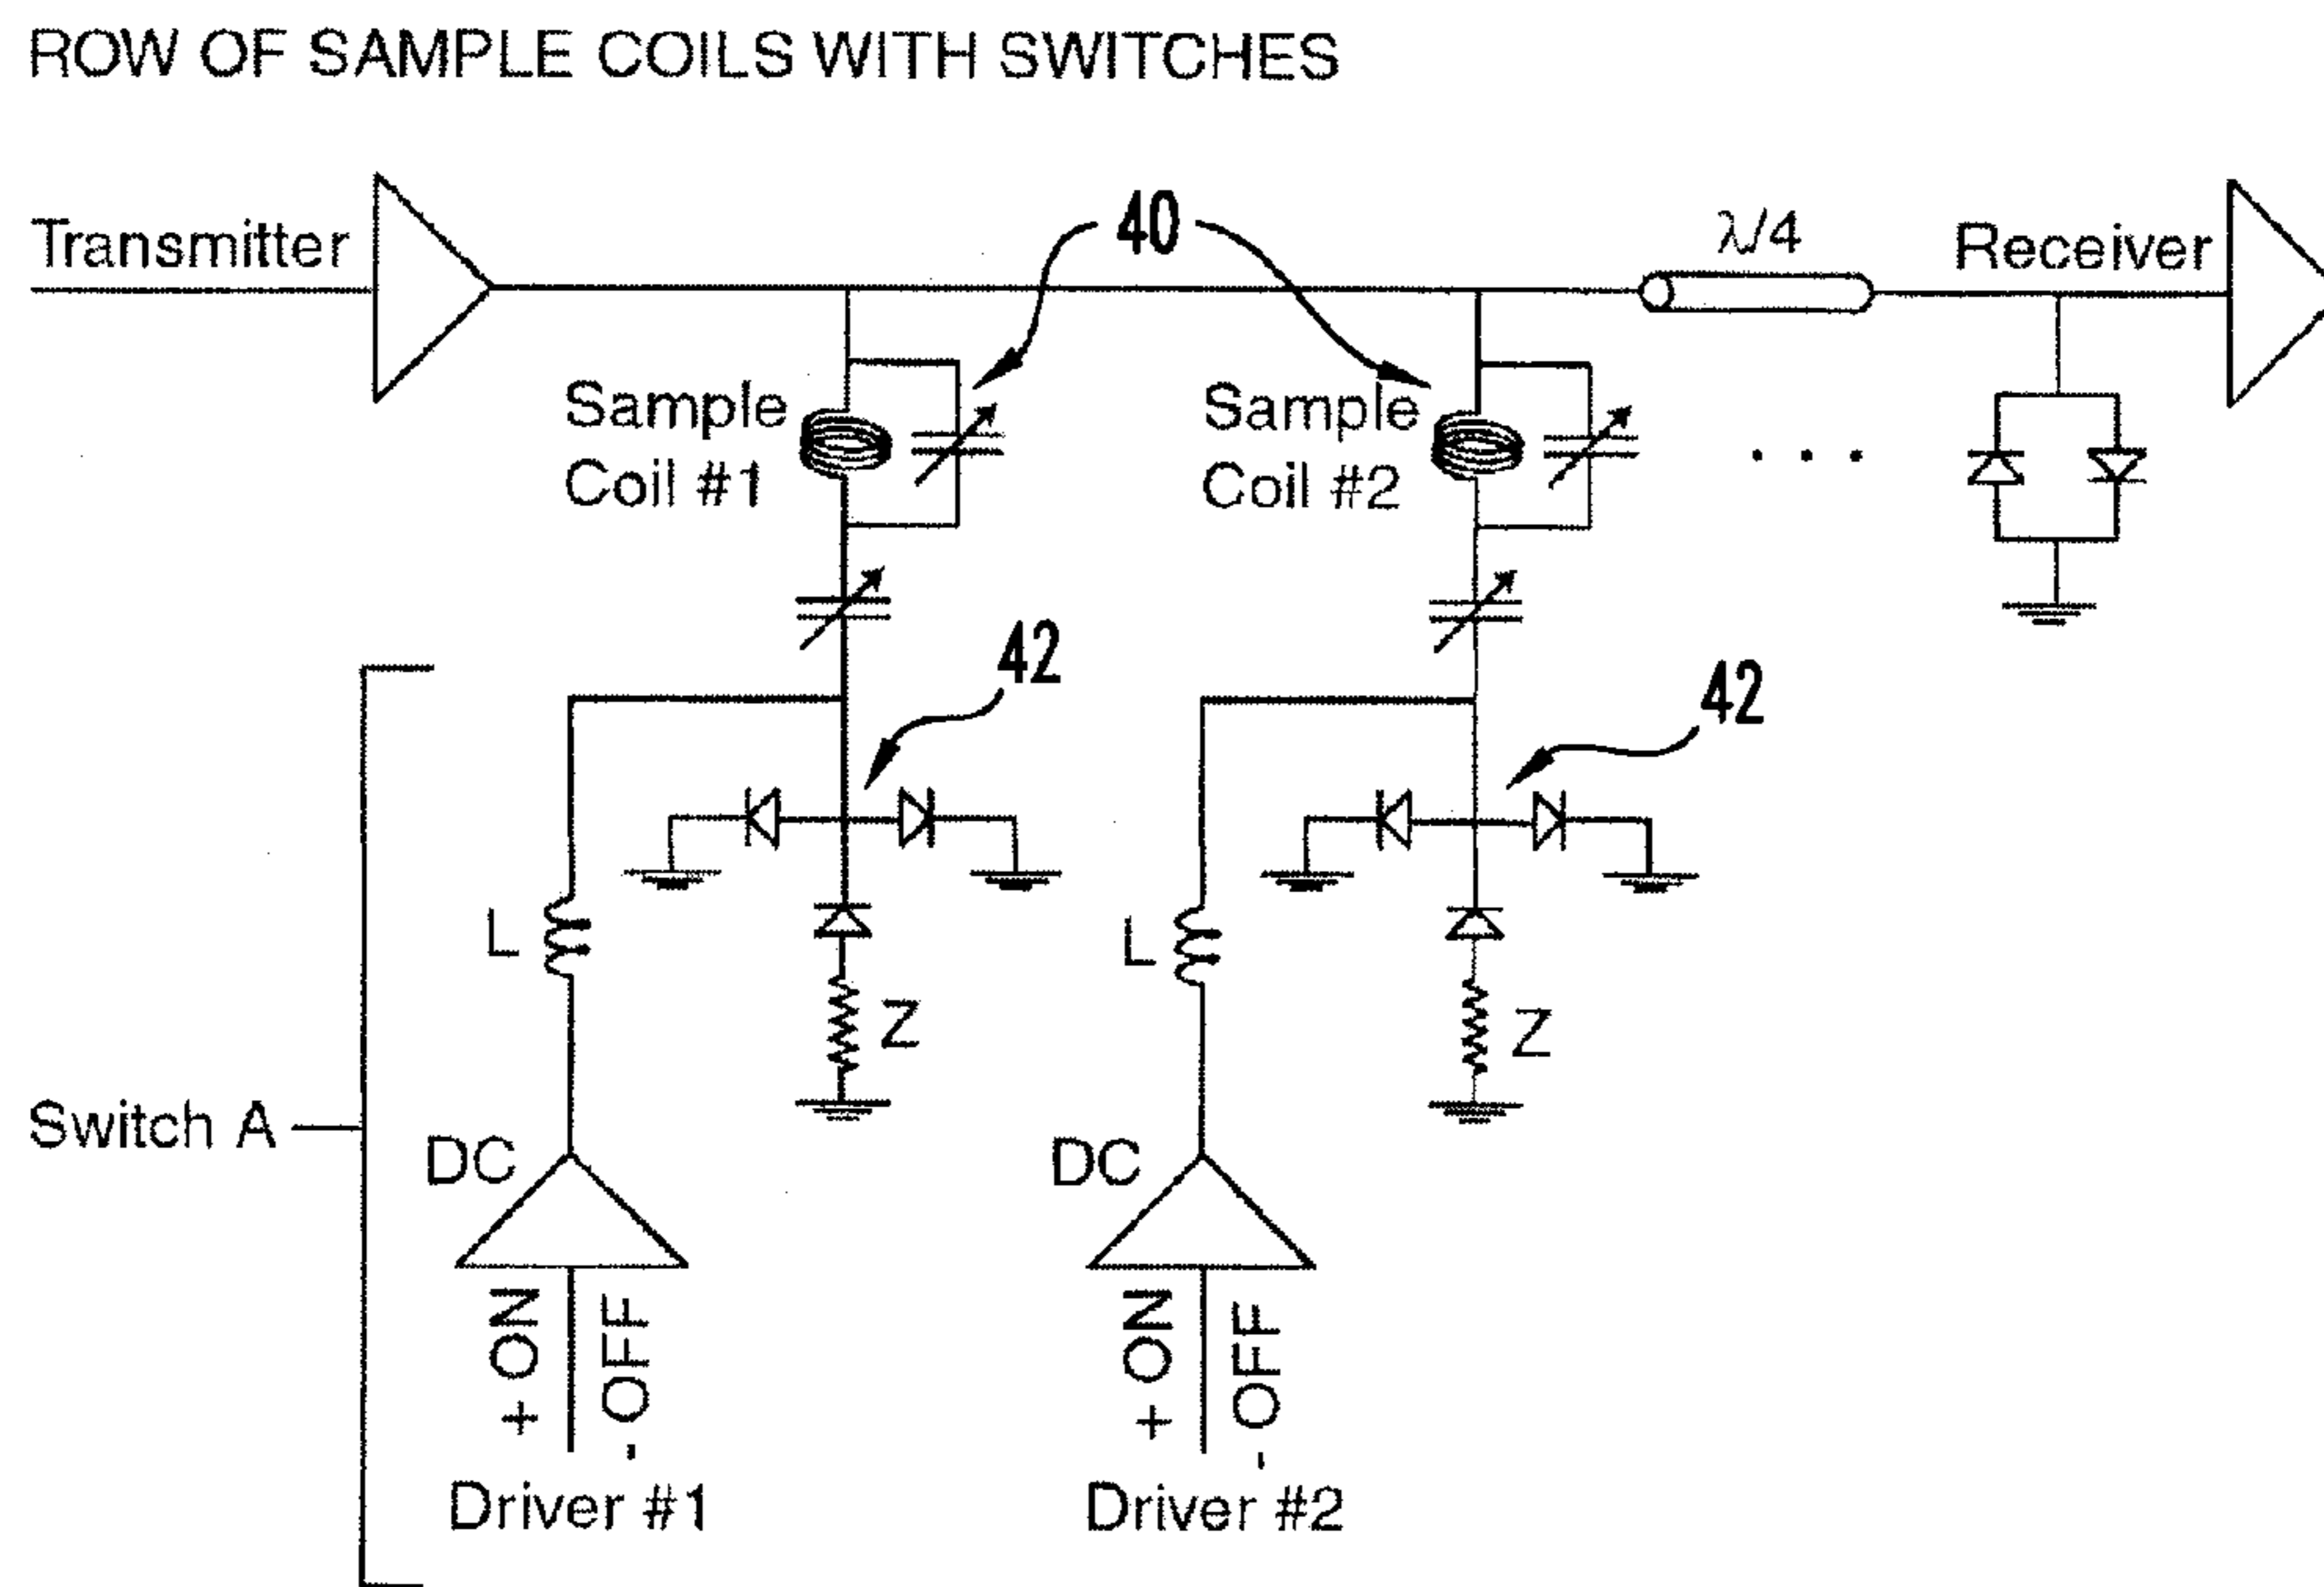 ROW OF SAMPLE COILS WITH SWITCHES
Transmitter
40
λ/4
Receiver
Sample
Coil #1
Sample
Coil #2
. . .
42
42
L
Z
L
Z
Switch A
DC
DC
+ ON
- OFF
+ ON
- OFF
Driver #1
Driver #2